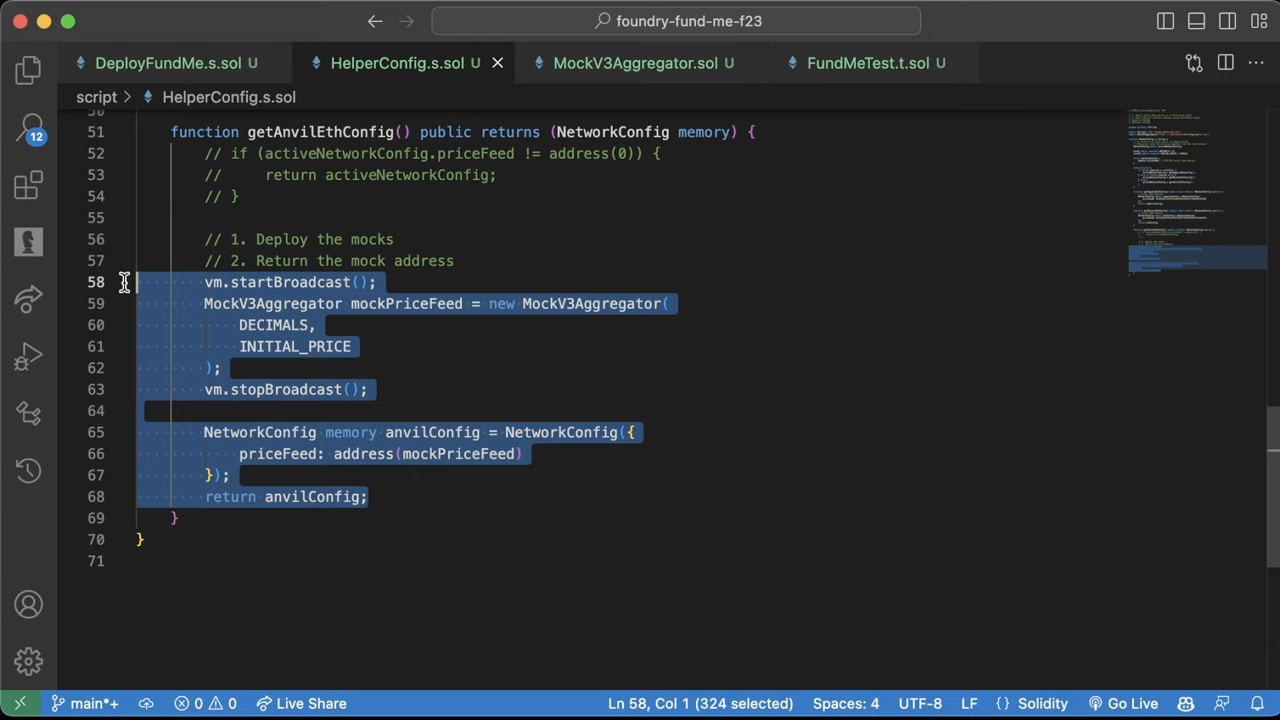 foundry-fund-me-f23
DeployFundMe.s.sol U
HelperConfig.s.sol U
MockV3Aggregator.sol U
FundMeTest.t.sol U
script > HelperConfig.s.sol
12
50
51 function getAnvilEthConfig() public returns (NetworkConfig memory) {
52 // if (activeNetworkConfig.priceFeed != address(0)) {
53 //     return activeNetworkConfig;
54 // }
55
56 // 1. Deploy the mocks
57 // 2. Return the mock address
58 vm.startBroadcast();
59 MockV3Aggregator mockPriceFeed = new MockV3Aggregator(
60 DECIMALS,
61 INITIAL_PRICE
62 );
63 vm.stopBroadcast();
64
65 NetworkConfig memory anvilConfig = NetworkConfig({
66 priceFeed: address(mockPriceFeed)
67 });
68 return anvilConfig;
69 }
70 }
71
main*+ 0 0 Live Share Ln 58, Col 1 (324 selected) Spaces: 4 UTF-8 LF {} Solidity Go Live